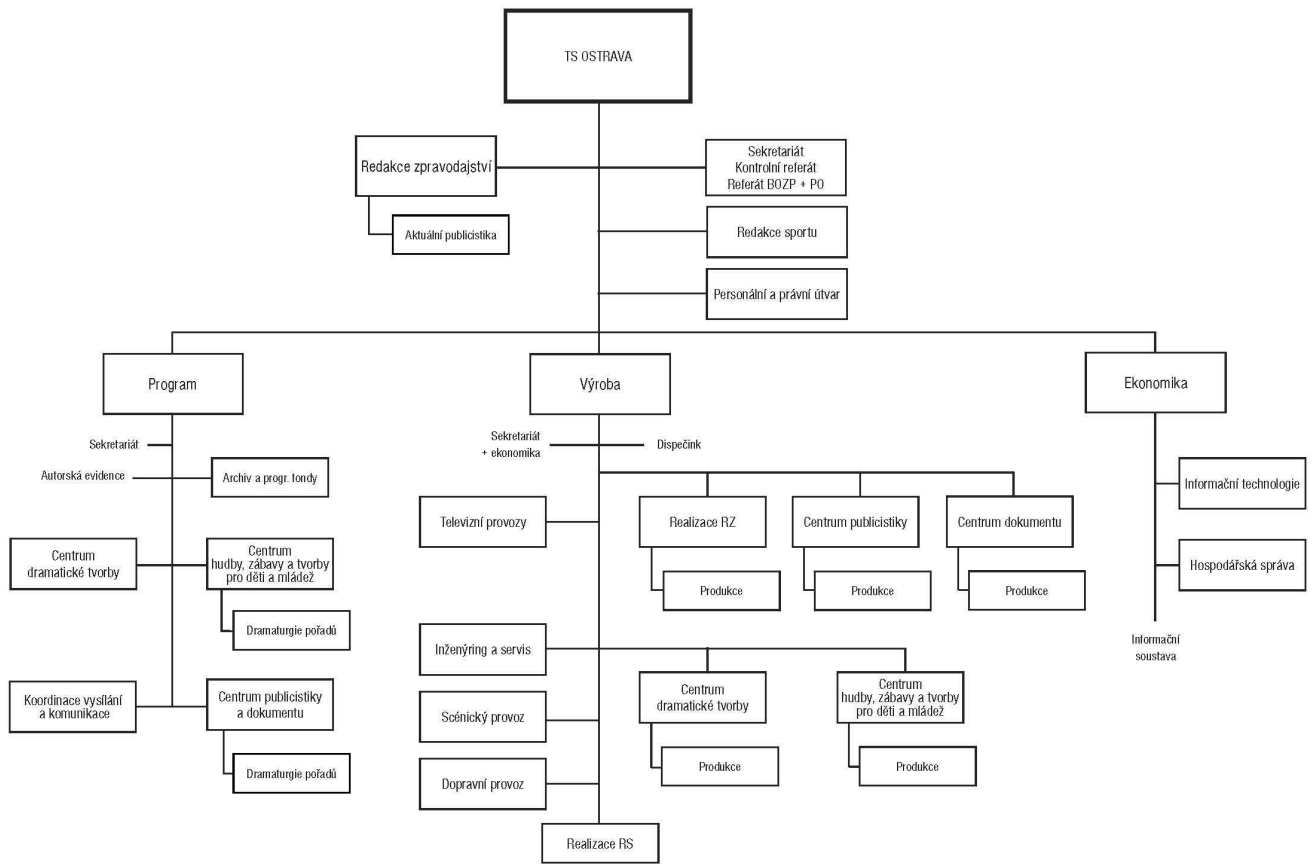 TS OSTRAVA
Redakce zpravodajství
Sekretariát
Kontrolní referát
Referát BOZP + PO
Aktuální publicistika
Redakce sportu
Personální a právní útvar
Program
Výroba
Ekonomika
Sekretariát
Autorská evidence
Archiv a progr. fondy
Centrum
dramatické tvorby
Centrum
hudby, zábavy a tvorby
pro děti a mládež
Dramaturgie pořadů
Koordinace vysílání
a komunikace
Centrum publicistiky
a dokumentu
Dramaturgie pořadů
Sekretariát
+ ekonomika
Dispečink
Televizní provozy
Realizace RZ
Centrum publicistiky
Centrum dokumentu
Produkce
Produkce
Produkce
Inženýring a servis
Centrum
dramatické tvorby
Centrum
hudby, zábavy a tvorby
pro děti a mládež
Scénický provoz
Produkce
Produkce
Dopravní provoz
Realizace RS
Informační technologie
Hospodářská správa
Informační
soustava